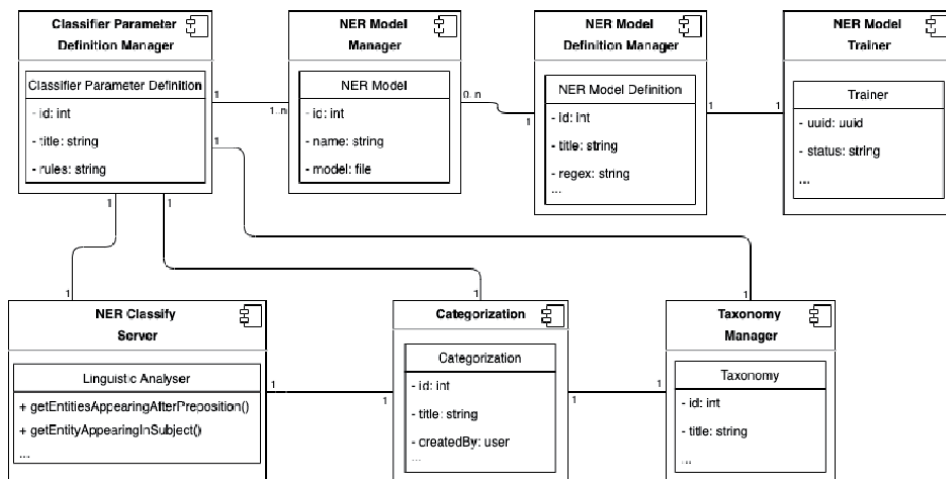 Classifier Parameter
Definition Manager
Classifier Parameter Definition
- id: int
- title: string
- rules: string
1
1..n
1
1
1
NER Model
Manager
NER Model
- id: int
- name: string
- model: file
0..n
1
NER Model
Definition Manager
NER Model Definition
- id: int
- title: string
- regex: string
...
1
1
NER Model
Trainer
Trainer
- uuid: uuid
- status: string
...
1
1
1
NER Classify
Server
Linguistic Analyser
+ getEntitiesAppearingAfterPreposition()
+ getEntityAppearingInSubject()
...
1
1
Categorization
Categorization
- id: int
- title: string
- createdBy: user
...
1
1
Taxonomy
Manager
Taxonomy
- id: int
- title: string
...